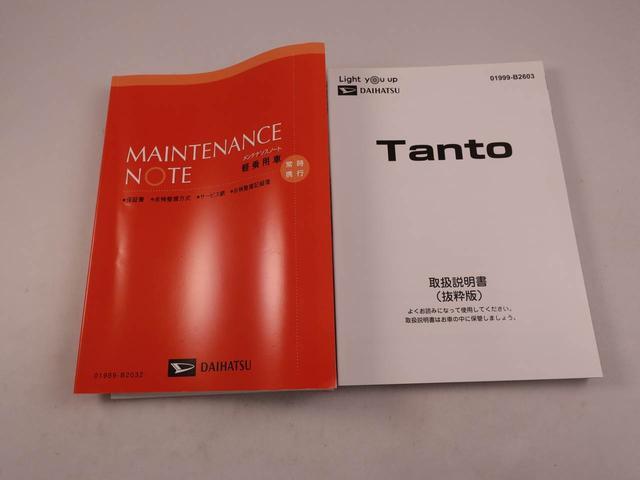 MAINTENANCE
NOTE
メンテナンスノート
軽乗用車
常時
携行
●保証書 ●点検整備方式 ●サービス網 ●点検整備記録簿
DAIHATSU
01989-B2032
Light you up
DAIHATSU
01999-B2603
Tanto
取扱説明書
（抜粋版）
よくお読みになって使用してください。
取扱説明書はお車の中に保管しましょう。